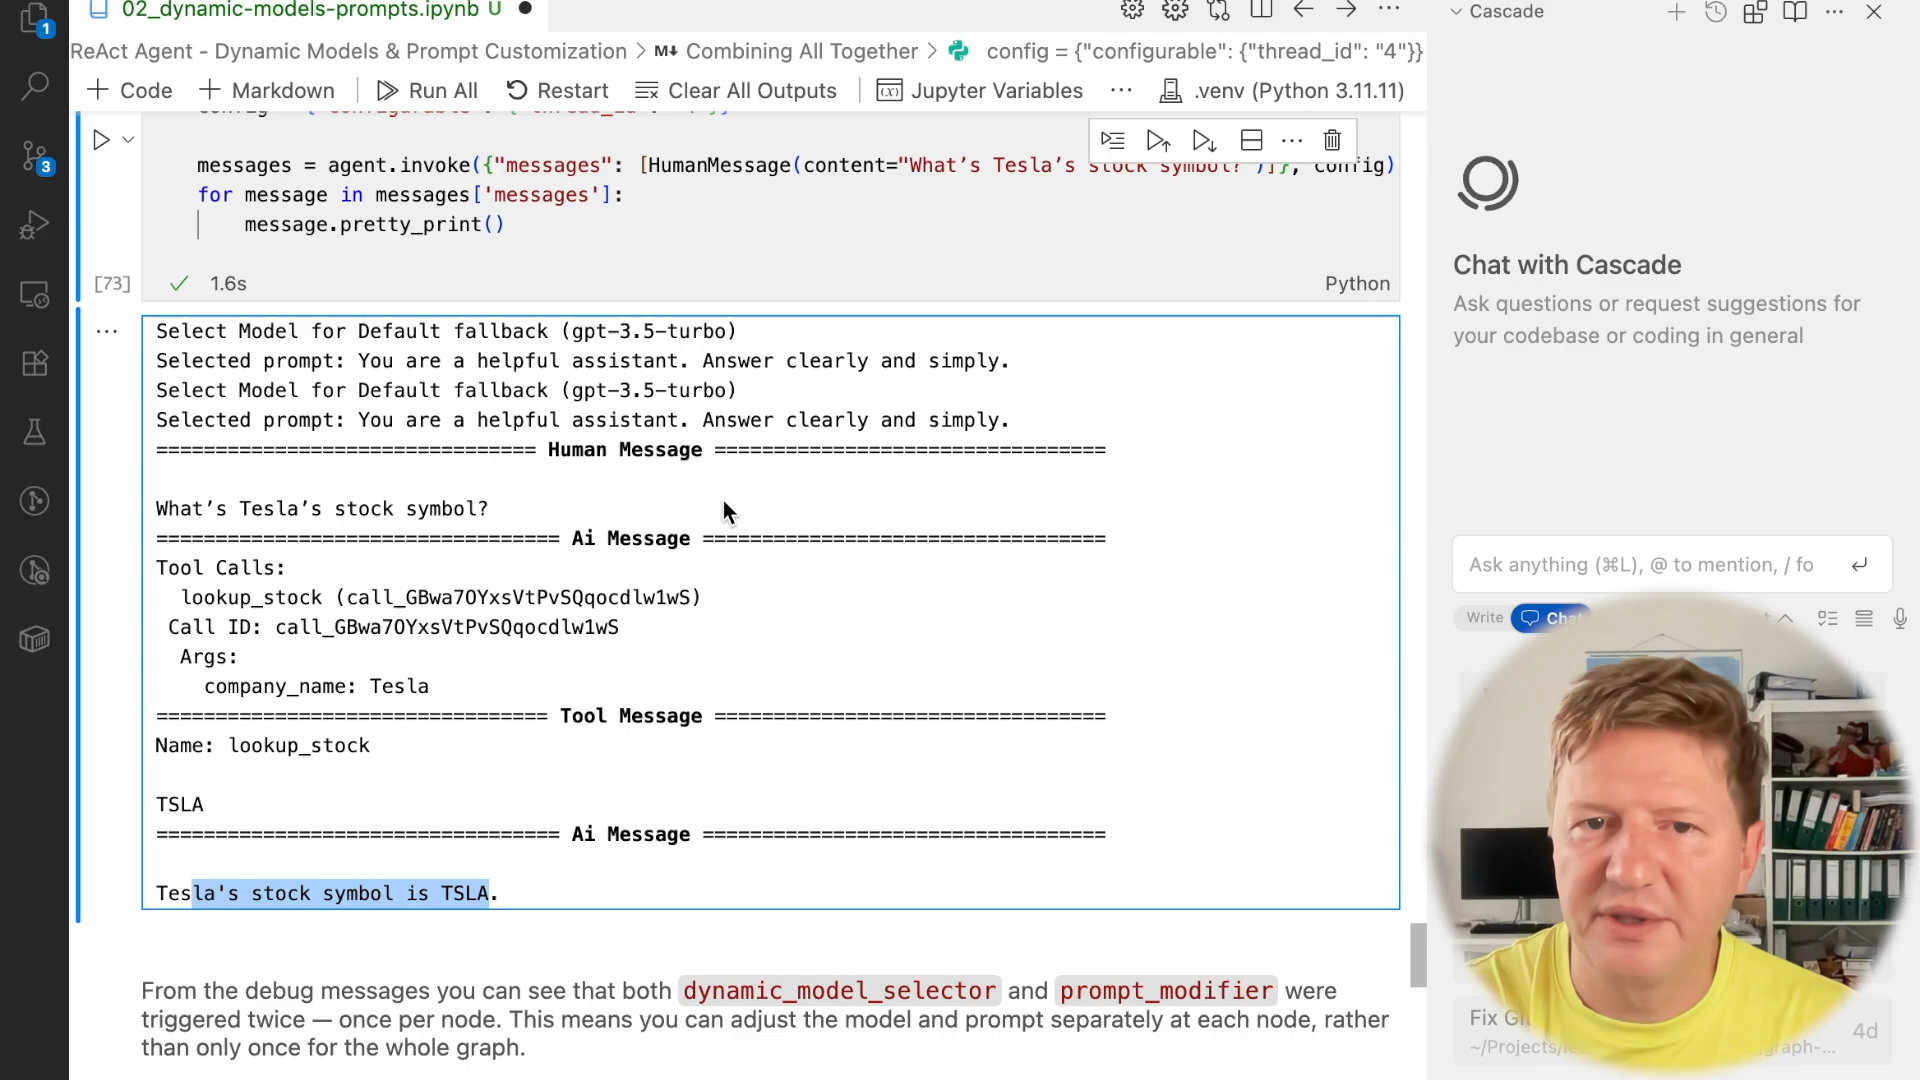 02_dynamic-models-prompts.ipynb U
Cascade
ReAct Agent - Dynamic Models & Prompt Customization > M↓ Combining All Together > config = {"configurable": {"thread_id": "4"}}
+ Code + Markdown Run All Restart Clear All Outputs Jupyter Variables ... .venv (Python 3.11.11)
messages = agent.invoke({"messages": [HumanMessage(content="What’s Tesla’s stock symbol?")]}, config)
for message in messages['messages']:
message.pretty_print()
[73] 1.6s Python
Select Model for Default fallback (gpt-3.5-turbo)
Selected prompt: You are a helpful assistant. Answer clearly and simply.
Select Model for Default fallback (gpt-3.5-turbo)
Selected prompt: You are a helpful assistant. Answer clearly and simply.
================================ Human Message =================================
What’s Tesla’s stock symbol?
================================== Ai Message ==================================
Tool Calls:
lookup_stock (call_GBwa7OYxsVtPvSQqocdlw1wS)
Call ID: call_GBwa7OYxsVtPvSQqocdlw1wS
Args:
company_name: Tesla
================================= Tool Message =================================
Name: lookup_stock
TSLA
================================== Ai Message ==================================
Tesla's stock symbol is TSLA.
From the debug messages you can see that both dynamic_model_selector and prompt_modifier were
triggered twice — once per node. This means you can adjust the model and prompt separately at each node, rather
than only once for the whole graph.
1
3
Chat with Cascade
Ask questions or request suggestions for
your codebase or coding in general
Ask anything (⌘L), @ to mention, / fo
Write Chat
4d
~/Projects/
graph-...